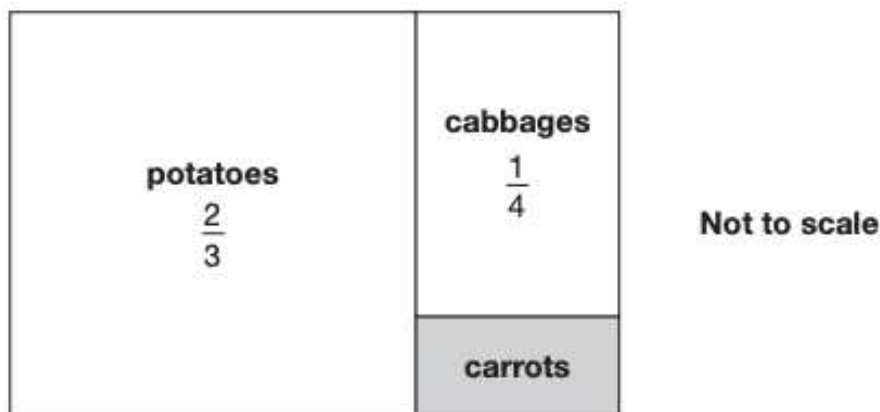 potatoes
2/3
cabbages
1/4
carrots
Not to scale